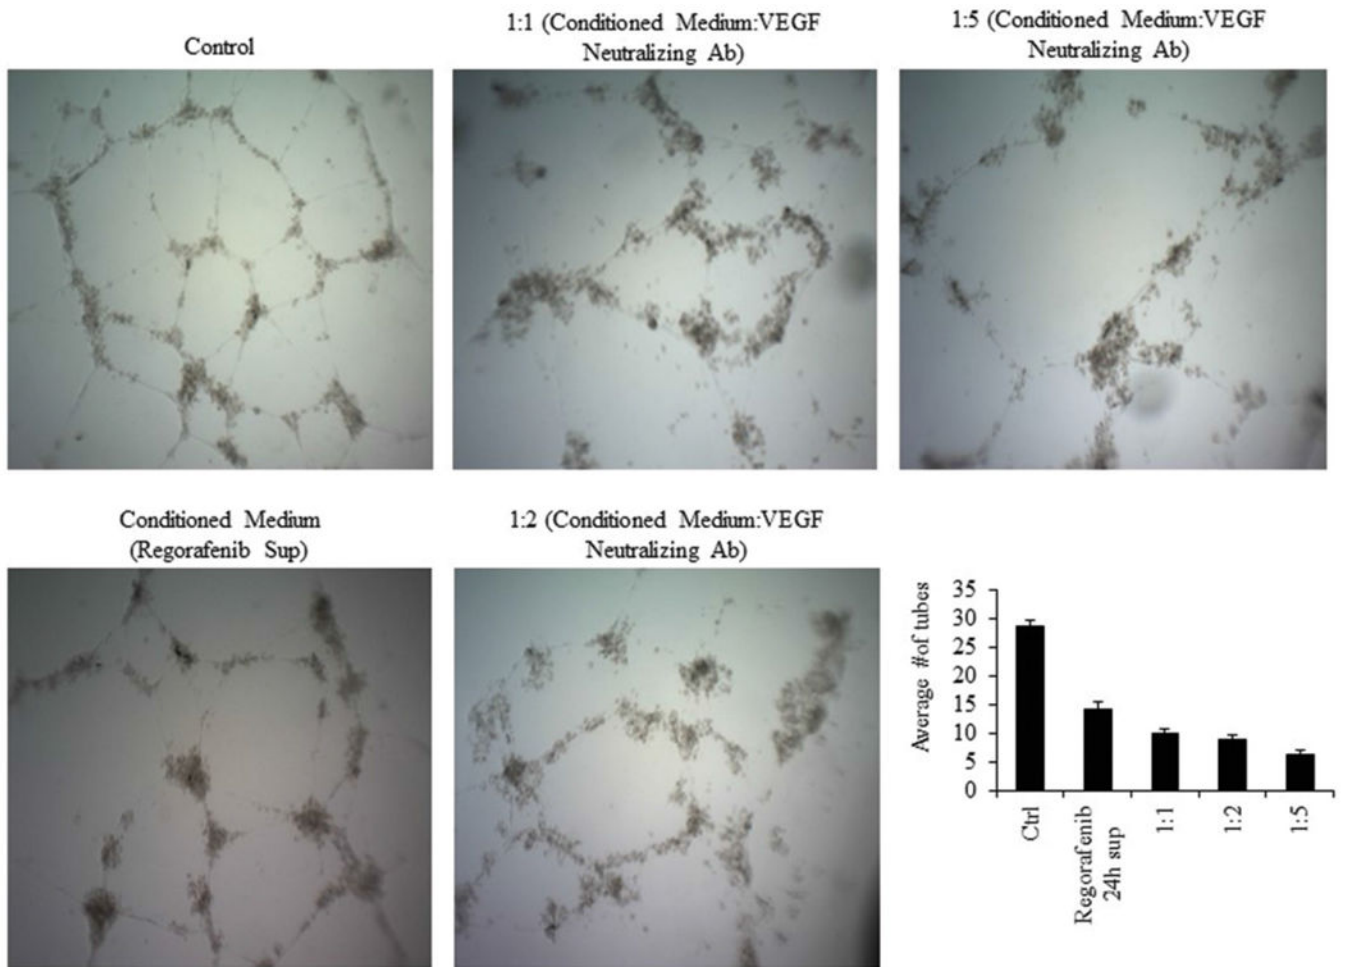 Control
1:1 (Conditioned Medium:VEGF
Neutralizing Ab)
1:5 (Conditioned Medium:VEGF
Neutralizing Ab)
Conditioned Medium
(Regorafenib Sup)
1:2 (Conditioned Medium:VEGF
Neutralizing Ab)
Average #of tubes
35
30
25
20
15
10
5
0
Ctrl
Regorafenib
24h sup
1:1
1:2
1:5